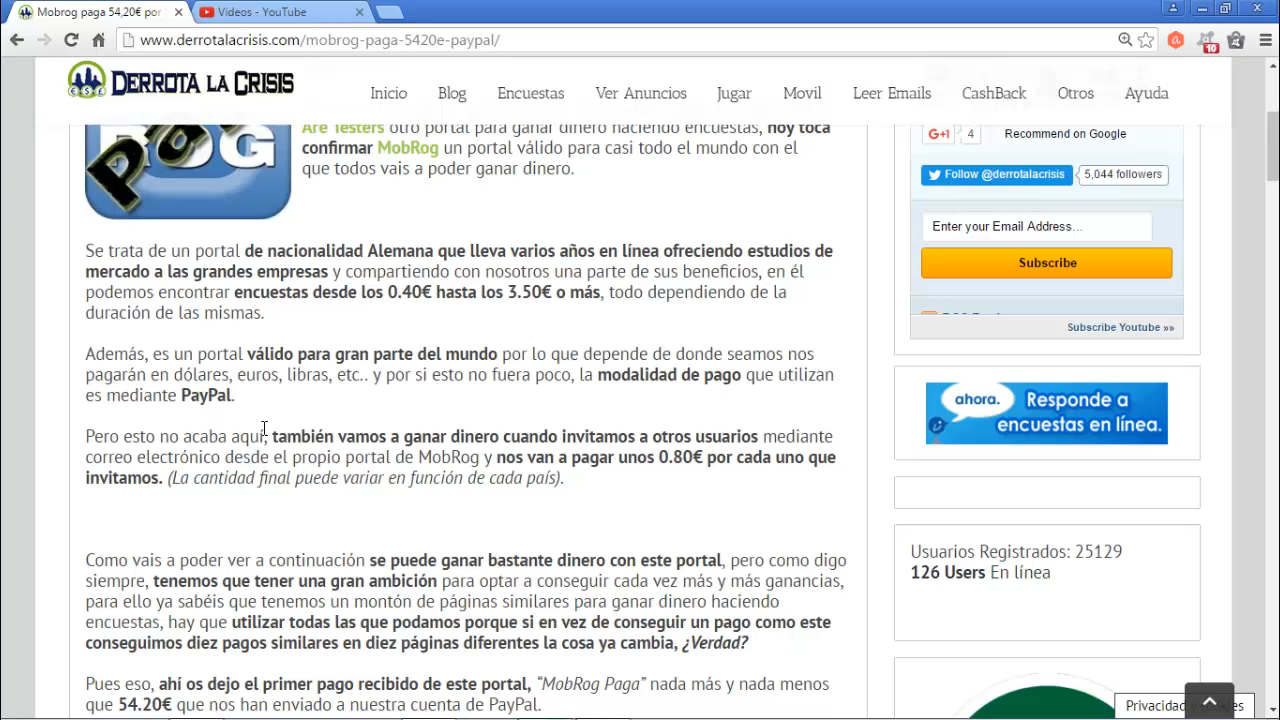 Mobrog paga 54,20€ por
Videos - YouTube
www.derrotalacrisis.com/mobrog-paga-5420e-paypal/
10
DERROTA LA CRISIS
Inicio Blog Encuestas Ver Anuncios Jugar Movil Leer Emails CashBack Otros Ayuda
Are Testers otro portal para ganar dinero haciendo encuestas, hoy toca
confirmar MobRog un portal válido para casi todo el mundo con el
que todos vais a poder ganar dinero.
Paga
ROG
Se trata de un portal de nacionalidad Alemana que lleva varios años en línea ofreciendo estudios de
mercado a las grandes empresas y compartiendo con nosotros una parte de sus beneficios, en él
podemos encontrar encuestas desde los 0.40€ hasta los 3.50€ o más, todo dependiendo de la
duración de las mismas.
Además, es un portal válido para gran parte del mundo por lo que depende de donde seamos nos
pagarán en dólares, euros, libras, etc.. y por si esto no fuera poco, la modalidad de pago que utilizan
es mediante PayPal.
Pero esto no acaba aquí, también vamos a ganar dinero cuando invitamos a otros usuarios mediante
correo electrónico desde el propio portal de MobRog y nos van a pagar unos 0.80€ por cada uno que
invitamos. (La cantidad final puede variar en función de cada país).
Como vais a poder ver a continuación se puede ganar bastante dinero con este portal, pero como digo
siempre, tenemos que tener una gran ambición para optar a conseguir cada vez más y más ganancias,
para ello ya sabéis que tenemos un montón de páginas similares para ganar dinero haciendo
encuestas, hay que utilizar todas las que podamos porque si en vez de conseguir un pago como este
conseguimos diez pagos similares en diez páginas diferentes la cosa ya cambia, ¿Verdad?
Pues eso, ahí os dejo el primer pago recibido de este portal, “MobRog Paga” nada más y nada menos
que 54.20€ que nos han enviado a nuestra cuenta de PayPal.
G+1 4 Recommend on Google
Follow @derrotalacrisis 5,044 followers
Enter your Email Address...
Subscribe
Subscribe Youtube »»
ahora. Responde a
encuestas en línea.
Usuarios Registrados: 25129
126 Users En línea
Privacidad y cookies